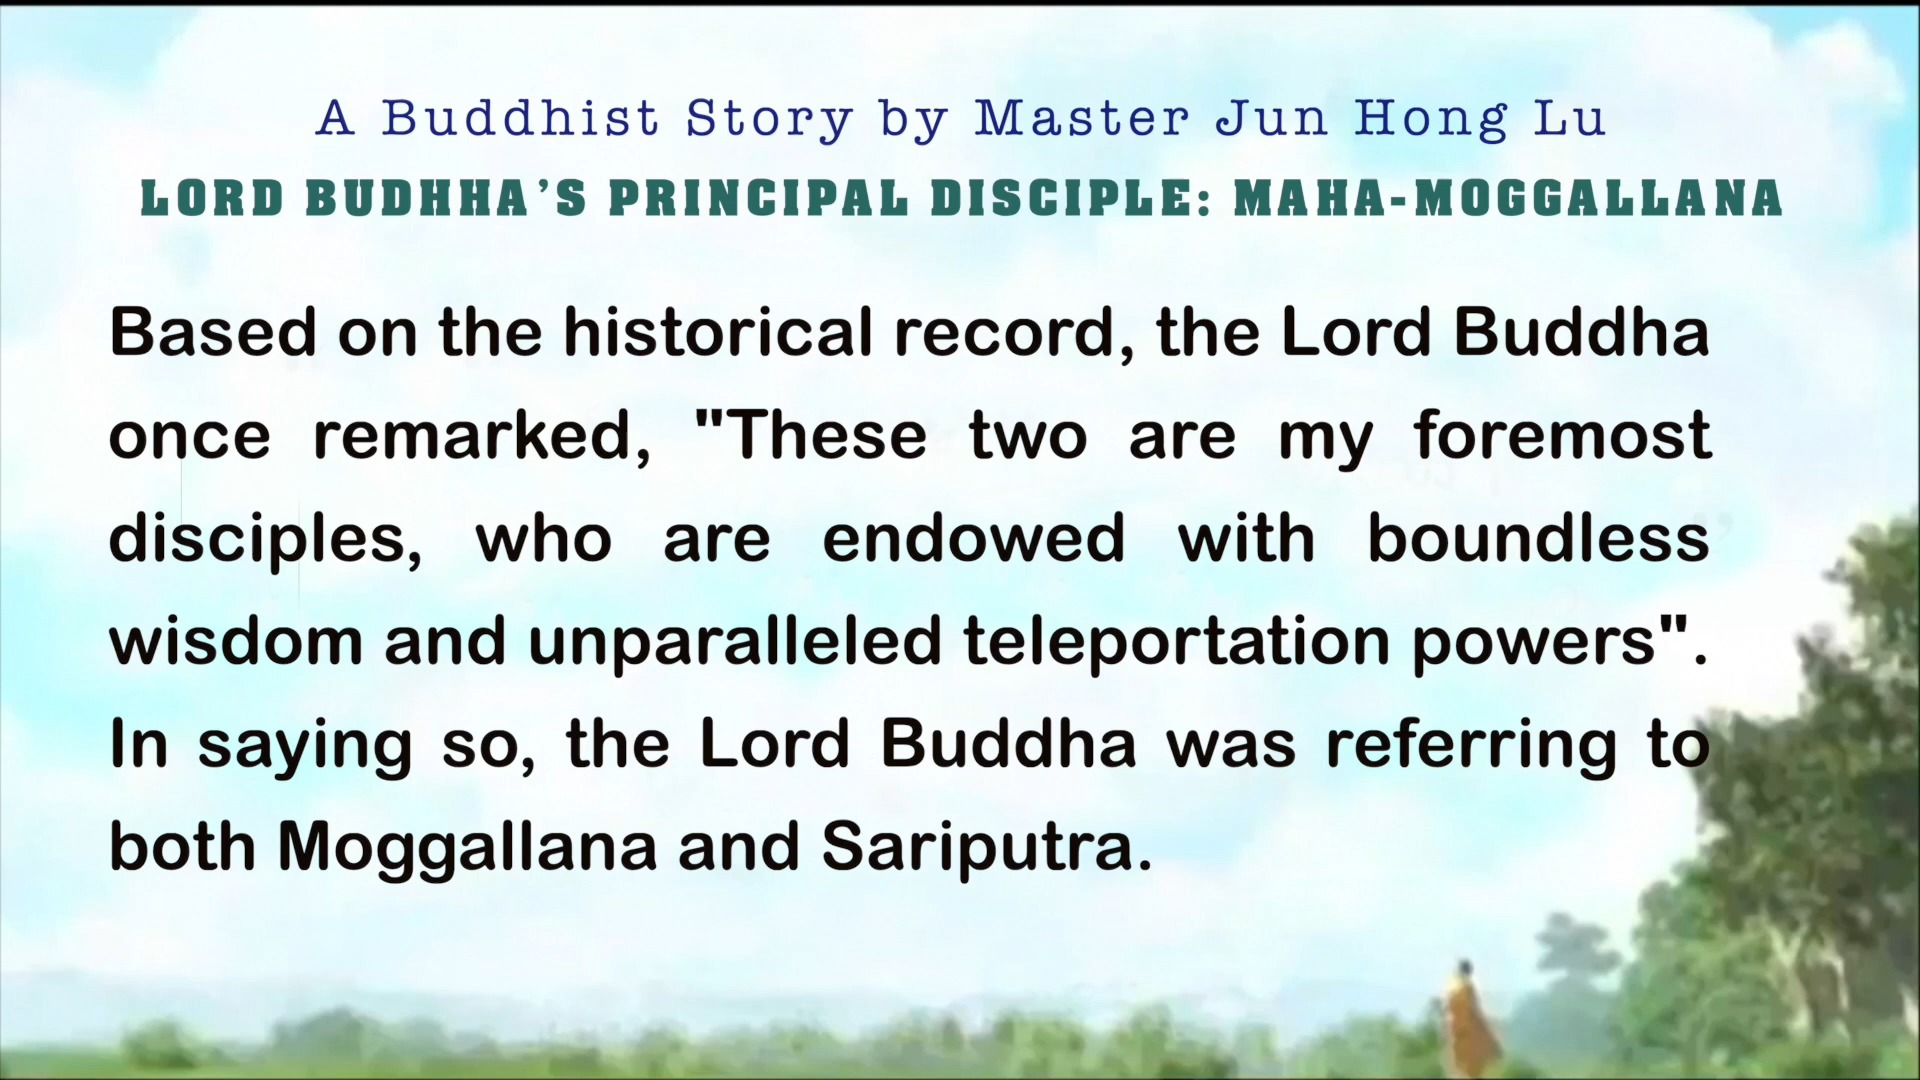 A Buddhist Story by Master Jun Hong Lu
LORD BUDHHA’S PRINCIPAL DISCIPLE: MAHA-MOGGALLANA
Based on the historical record, the Lord Buddha
once remarked, "These two are my foremost
disciples, who are endowed with boundless
wisdom and unparalleled teleportation powers".
In saying so, the Lord Buddha was referring to
both Moggallana and Sariputra.